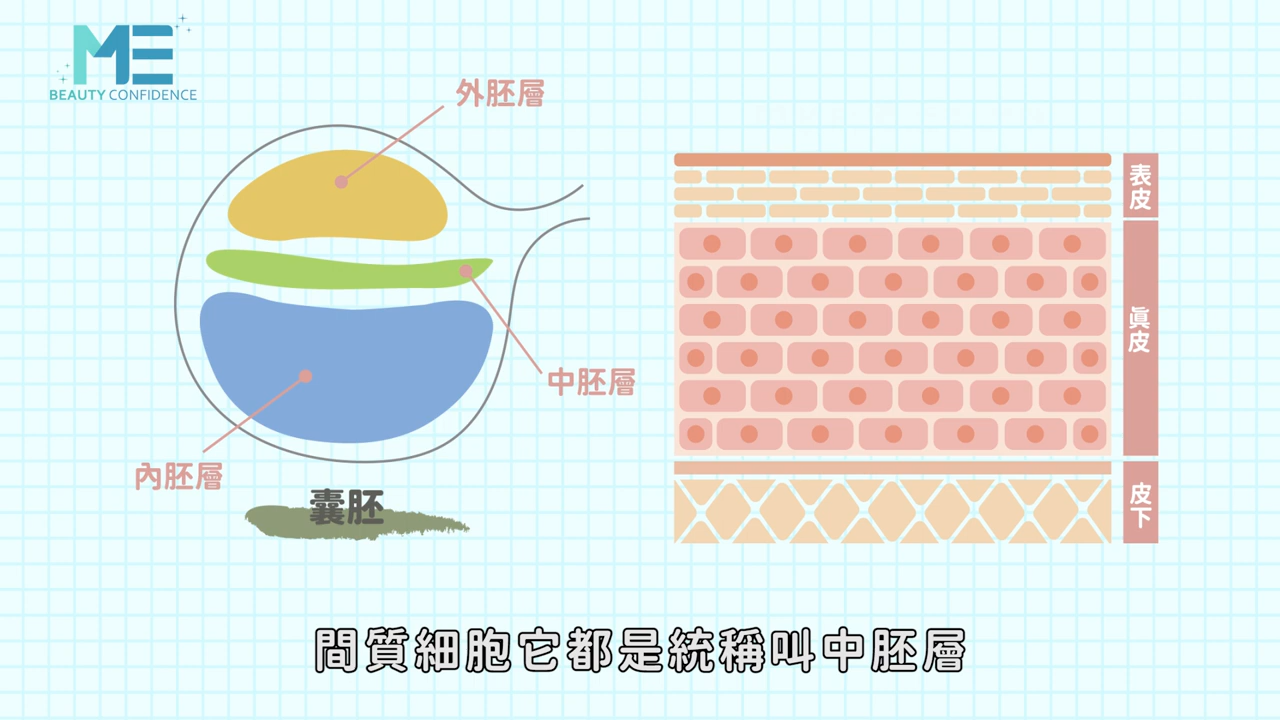 ME
BEAUTY CONFIDENCE
外胚層
中胚層
內胚層
囊胚
表皮
真皮
皮下
間質細胞它都是統稱叫中胚層